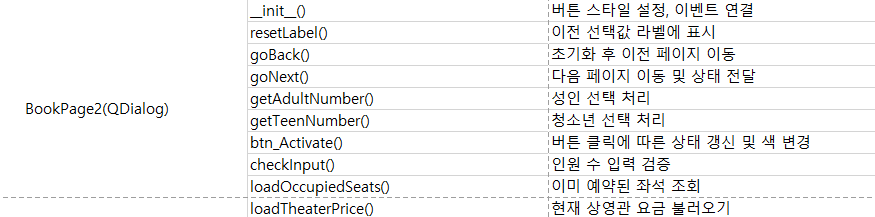 __init__() 버튼 스타일 설정, 이벤트 연결
resetLabel() 이전 선택값 라벨에 표시
goBack() 초기화 후 이전 페이지 이동
goNext() 다음 페이지 이동 및 상태 전달
BookPage2(QDialog) getAdultNumber() 성인 선택 처리
getTeenNumber() 청소년 선택 처리
btn_Activate() 버튼 클릭에 따른 상태 갱신 및 색 변경
checkInput() 인원 수 입력 검증
loadOccupiedSeats() 이미 예약된 좌석 조회
loadTheaterPrice() 현재 상영관 요금 불러오기